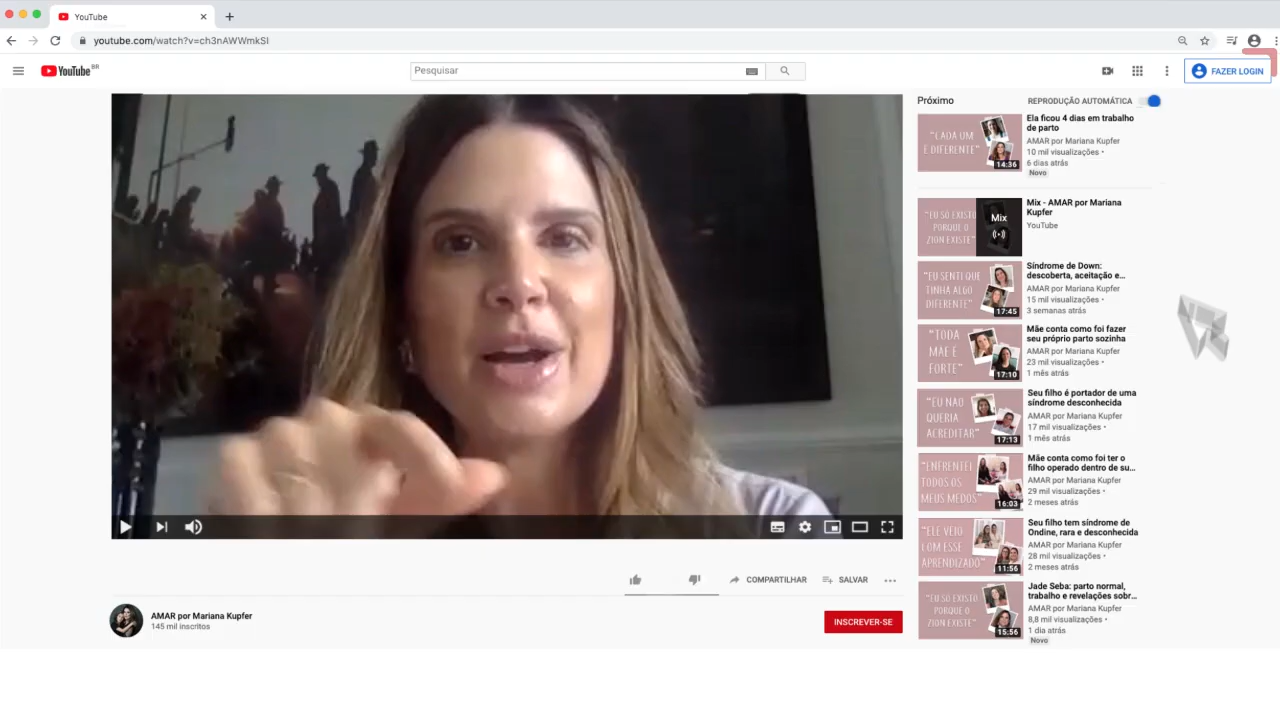 YouTube
youtube.com/watch?v=ch3nAWWmkSI
YouTube BR
Pesquisar
FAZER LOGIN
Próximo
REPRODUÇÃO AUTOMÁTICA
"CADA UM
É DIFERENTE"
14:36
Ela ficou 4 dias em trabalho
de parto
AMAR por Mariana Kupfer
10 mil visualizações •
6 dias atrás
Novo
"EU SÓ EXISTO
PORQUE O
ZION EXISTE"
Mix
Mix - AMAR por Mariana
Kupfer
YouTube
"EU SENTI QUE
TINHA ALGO
DIFERENTE"
17:45
Síndrome de Down:
descoberta, aceitação e...
AMAR por Mariana Kupfer
15 mil visualizações •
3 semanas atrás
"TODA
MÃE É
FORTE"
17:10
Mãe conta como foi fazer
seu próprio parto sozinha
AMAR por Mariana Kupfer
23 mil visualizações •
1 mês atrás
"EU NÃO
QUERIA
ACREDITAR"
17:13
Seu filho é portador de uma
síndrome desconhecida
AMAR por Mariana Kupfer
17 mil visualizações •
1 mês atrás
"ENFRENTEI
TODOS OS
MEUS MEDOS"
16:03
Mãe conta como foi ter o
filho operado dentro de su...
AMAR por Mariana Kupfer
29 mil visualizações •
2 meses atrás
"ELE VEIO
COM ESSE
APRENDIZADO"
11:56
Seu filho tem síndrome de
Ondine, rara e desconhecida
AMAR por Mariana Kupfer
28 mil visualizações •
2 meses atrás
"EU SÓ EXISTO
PORQUE O
ZION EXISTE"
15:56
Jade Seba: parto normal,
trabalho e revelações sobr...
AMAR por Mariana Kupfer
8,8 mil visualizações •
1 dia atrás
Novo
COMPARTILHAR
SALVAR
AMAR por Mariana Kupfer
145 mil inscritos
INSCREVER-SE